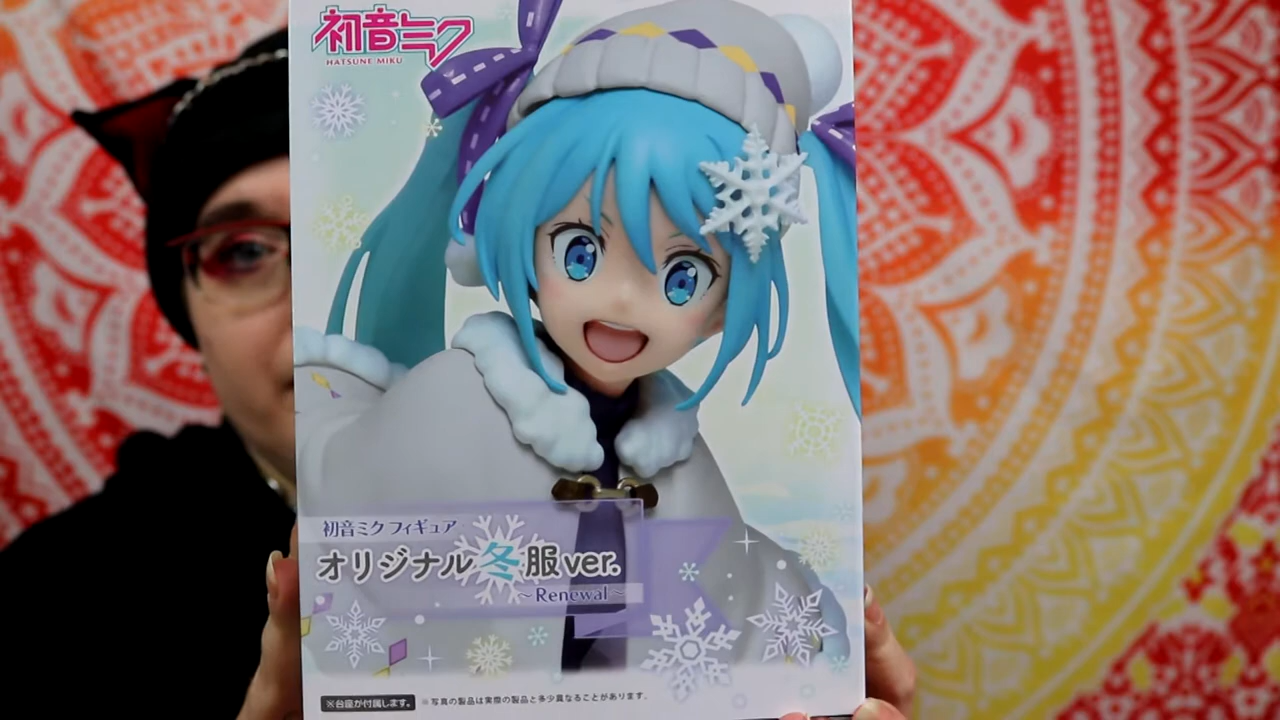 初音ミク
HATSUNE MIKU
初音ミク フィギュア
オリジナル冬服ver.
~Renewal~
※台座が付属します。 ※写真の製品は実際の製品と多少異なることがあります。